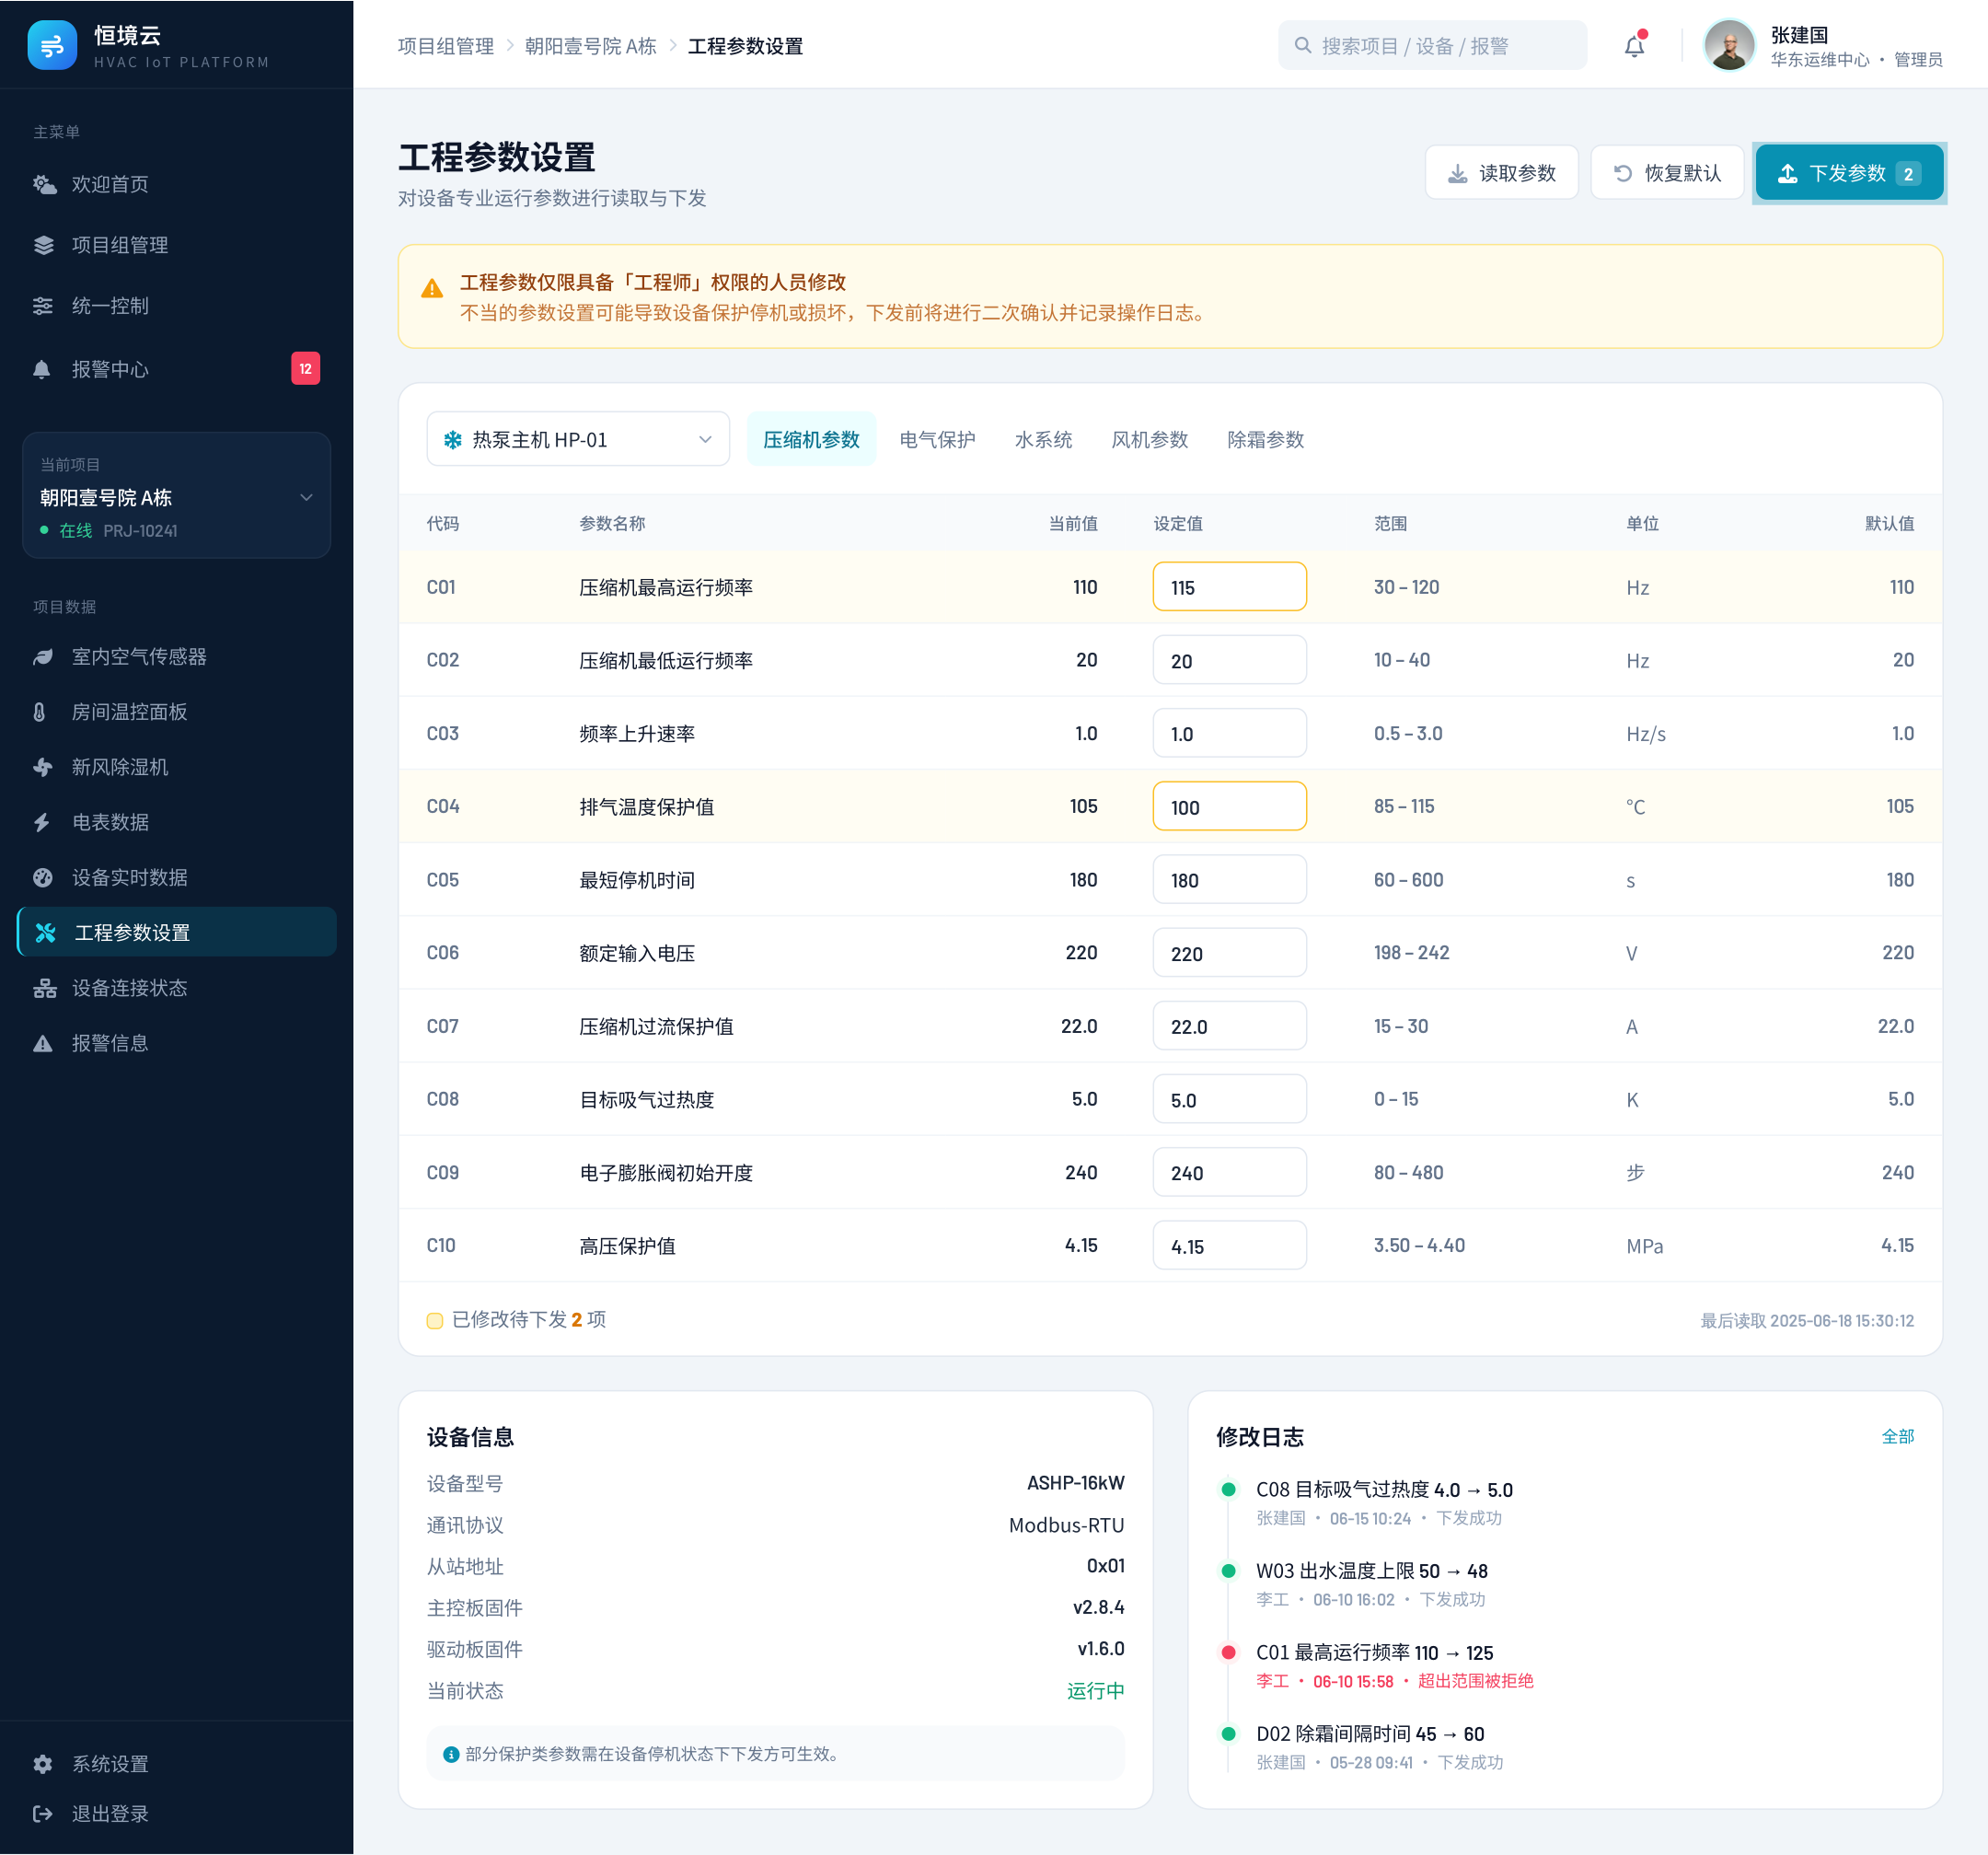 恒境云
HVAC IoT PLATFORM
主菜单
欢迎首页
项目组管理
统一控制
报警中心 12
当前项目
朝阳壹号院 A栋
在线 PRJ-10241
项目数据
室内空气传感器
房间温控面板
新风除湿机
电表数据
设备实时数据
工程参数设置
设备连接状态
报警信息
系统设置
退出登录
项目组管理 朝阳壹号院 A栋 工程参数设置
搜索项目 / 设备 / 报警
张建国
华东运维中心 · 管理员
工程参数设置
对设备专业运行参数进行读取与下发
读取参数 恢复默认 下发参数 2
工程参数仅限具备「工程师」权限的人员修改
不当的参数设置可能导致设备保护停机或损坏，下发前将进行二次确认并记录操作日志。
热泵主机 HP-01 压缩机参数 电气保护 水系统 风机参数 除霜参数
代码 参数名称 当前值 设定值 范围 单位 默认值
C01 压缩机最高运行频率 110 115 30 – 120 Hz 110
C02 压缩机最低运行频率 20 20 10 – 40 Hz 20
C03 频率上升速率 1.0 1.0 0.5 – 3.0 Hz/s 1.0
C04 排气温度保护值 105 100 85 – 115 °C 105
C05 最短停机时间 180 180 60 – 600 s 180
C06 额定输入电压 220 220 198 – 242 V 220
C07 压缩机过流保护值 22.0 22.0 15 – 30 A 22.0
C08 目标吸气过热度 5.0 5.0 0 – 15 K 5.0
C09 电子膨胀阀初始开度 240 240 80 – 480 步 240
C10 高压保护值 4.15 4.15 3.50 – 4.40 MPa 4.15
已修改待下发 2 项
最后读取 2025-06-18 15:30:12
设备信息
设备型号 ASHP-16kW
通讯协议 Modbus-RTU
从站地址 0x01
主控板固件 v2.8.4
驱动板固件 v1.6.0
当前状态 运行中
部分保护类参数需在设备停机状态下下发方可生效。
修改日志 全部
C08 目标吸气过热度 4.0 → 5.0
张建国 · 06-15 10:24 · 下发成功
W03 出水温度上限 50 → 48
李工 · 06-10 16:02 · 下发成功
C01 最高运行频率 110 → 125
李工 · 06-10 15:58 · 超出范围被拒绝
D02 除霜间隔时间 45 → 60
张建国 · 05-28 09:41 · 下发成功